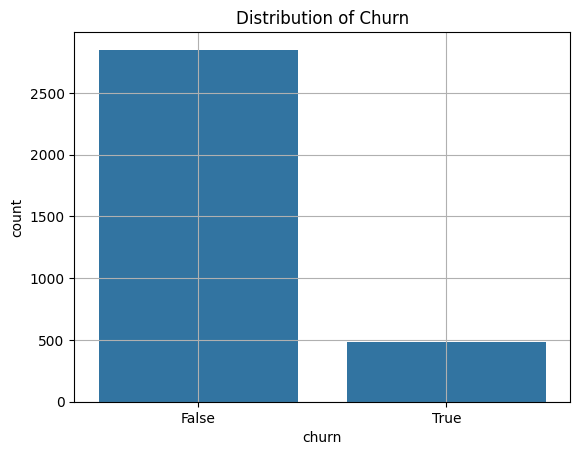 Distribution of Churn
count
2500
2000
1500
1000
500
0
False
True
churn